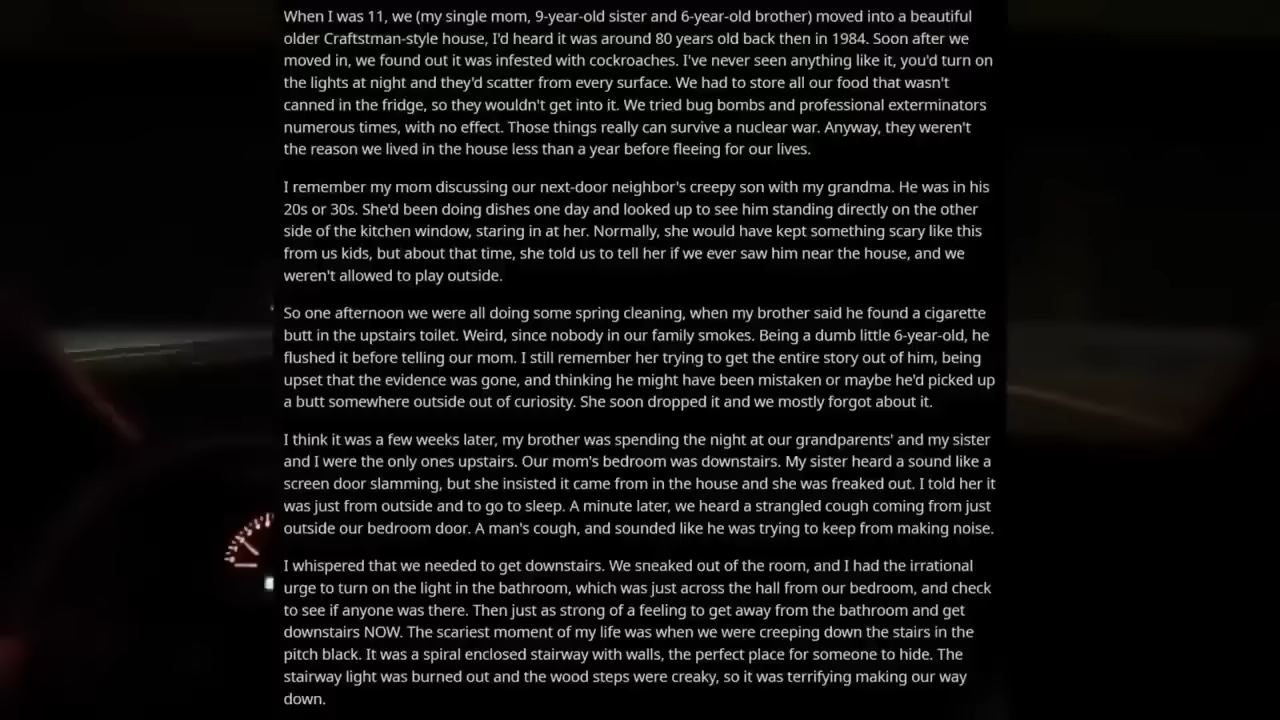 When I was 11, we (my single mom, 9-year-old sister and 6-year-old brother) moved into a beautiful
older Craftstman-style house, I'd heard it was around 80 years old back then in 1984. Soon after we
moved in, we found out it was infested with cockroaches. I've never seen anything like it, you'd turn on
the lights at night and they'd scatter from every surface. We had to store all our food that wasn't
canned in the fridge, so they wouldn't get into it. We tried bug bombs and professional exterminators
numerous times, with no effect. Those things really can survive a nuclear war. Anyway, they weren't
the reason we lived in the house less than a year before fleeing for our lives.
I remember my mom discussing our next-door neighbor's creepy son with my grandma. He was in his
20s or 30s. She'd been doing dishes one day and looked up to see him standing directly on the other
side of the kitchen window, staring in at her. Normally, she would have kept something scary like this
from us kids, but about that time, she told us to tell her if we ever saw him near the house, and we
weren't allowed to play outside.
So one afternoon we were all doing some spring cleaning, when my brother said he found a cigarette
butt in the upstairs toilet. Weird, since nobody in our family smokes. Being a dumb little 6-year-old, he
flushed it before telling our mom. I still remember her trying to get the entire story out of him, being
upset that the evidence was gone, and thinking he might have been mistaken or maybe he'd picked up
a butt somewhere outside out of curiosity. She soon dropped it and we mostly forgot about it.
I think it was a few weeks later, my brother was spending the night at our grandparents' and my sister
and I were the only ones upstairs. Our mom's bedroom was downstairs. My sister heard a sound like a
screen door slamming, but she insisted it came from in the house and she was freaked out. I told her it
was just from outside and to go to sleep. A minute later, we heard a strangled cough coming from just
outside our bedroom door. A man's cough, and sounded like he was trying to keep from making noise.
I whispered that we needed to get downstairs. We sneaked out of the room, and I had the irrational
urge to turn on the light in the bathroom, which was just across the hall from our bedroom, and check
to see if anyone was there. Then just as strong of a feeling to get away from the bathroom and get
downstairs NOW. The scariest moment of my life was when we were creeping down the stairs in the
pitch black. It was a spiral enclosed stairway with walls, the perfect place for someone to hide. The
stairway light was burned out and the wood steps were creaky, so it was terrifying making our way
down.